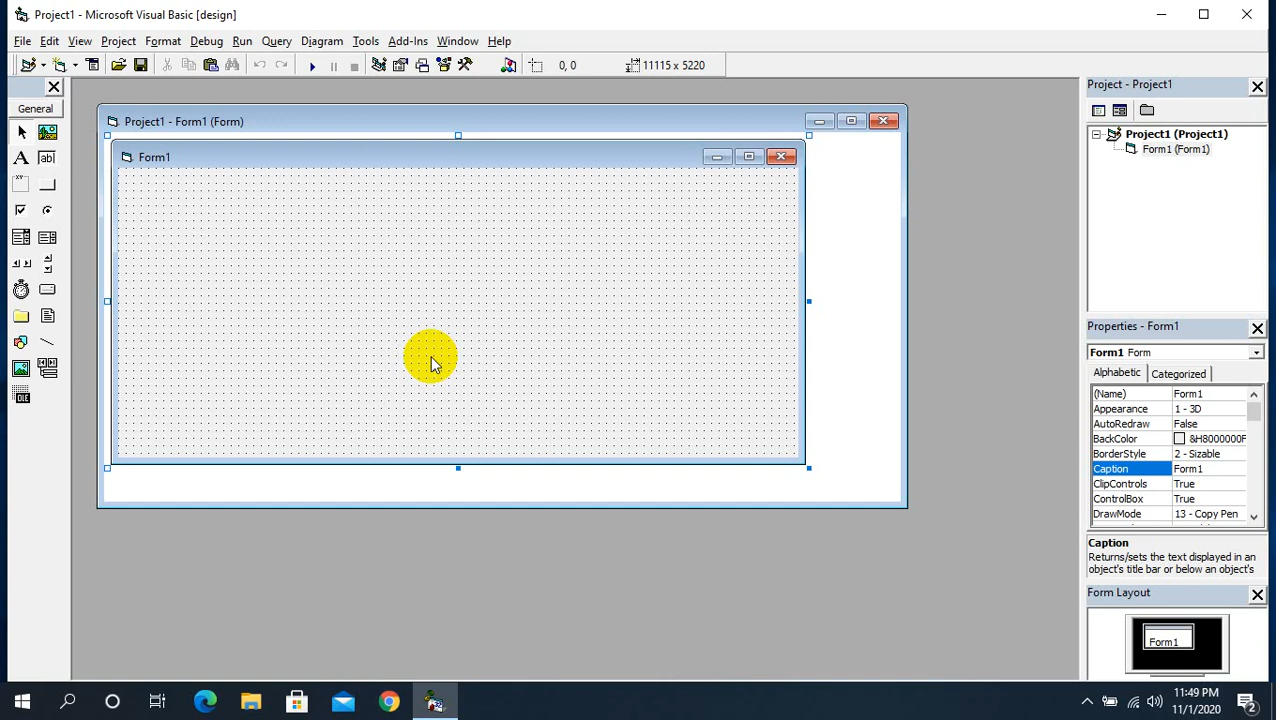 Project1 - Microsoft Visual Basic [design]
File Edit View Project Format Debug Run Query Diagram Tools Add-Ins Window Help
0, 0 11115 x 5220
General
A ab|
XY
OLE
Project1 - Form1 (Form)
Form1
Project - Project1
Project1 (Project1)
Form1 (Form1)
Properties - Form1
Form1 Form
Alphabetic Categorized
(Name) Form1
Appearance 1 - 3D
AutoRedraw False
BackColor &H8000000F
BorderStyle 2 - Sizable
Caption Form1
ClipControls True
ControlBox True
DrawMode 13 - Copy Pen
Caption
Returns/sets the text displayed in an
object's title bar or below an object's
Form Layout
Form1
11:49 PM
11/1/2020
2